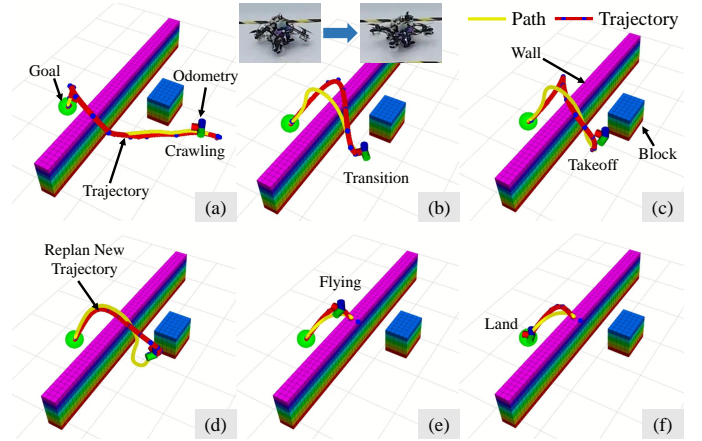 Path
Trajectory
Goal
Odometry
Crawling
Trajectory
(a)
Transition
(b)
Wall
Takeoff
Block
(c)
Replan New
Trajectory
(d)
Flying
(e)
Land
(f)